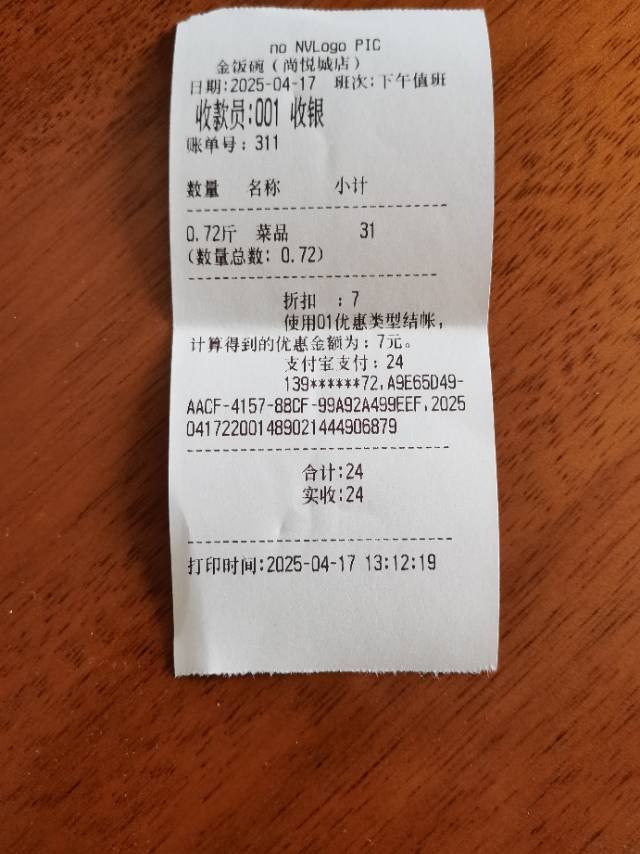 no NVLogo PIC
金饭碗(尚悦城店)
日期:2025-04-17 班次:下午值班
收款员:001 收银
账单号:311
数量 名称 小计
0.72斤 菜品 31
(数量总数: 0.72)
折扣 :7
使用01优惠类型结帐,
计算得到的优惠金额为:7元。
支付宝支付:24
139******72,A9E65D49-
AACF-4157-88CF-99A92A499EEF,2025
041722001489021444906879
合计:24
实收:24
打印时间:2025-04-17 13:12:19